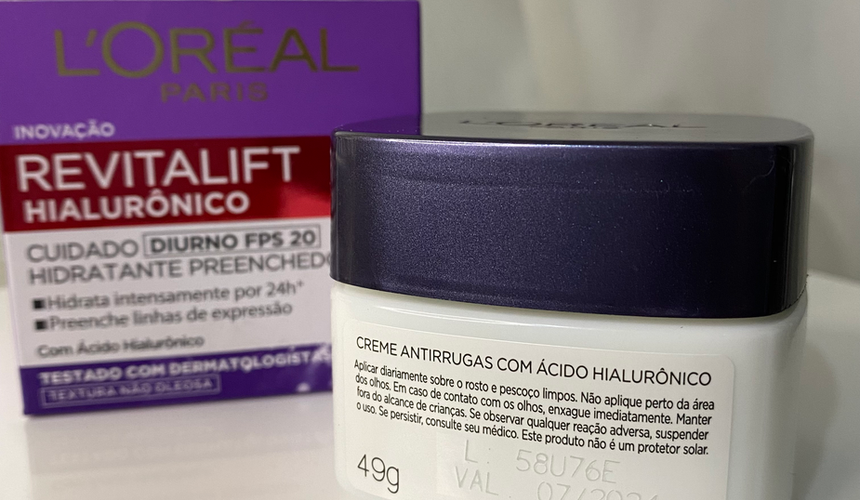 L'ORÉAL
PARIS
INOVAÇÃO
REVITALIFT
HIALURÔNICO
CUIDADO DIURNO FPS 20
HIDRATANTE
Hidrata intensamente por 24h*
Preenche linhas de expressão
Com Ácido Hialurônico
TESTADO COM
TEXTURA NÃO OLEOSA
L'ORÉAL
CREME ANTIRRUGAS COM ÁCIDO HIALURÔNICO
Aplicar diariamente sobre o rosto e pescoço limpos. Não aplique perto da área
dos olhos. Em caso de contato com os olhos, enxague imediatamente. Manter
fora do alcance de crianças. Se observar qualquer reação adversa, suspender
o uso. Se persistir, consulte seu médico. Este produto não é um protetor solar.
49g
L: 58U76E
VAL.